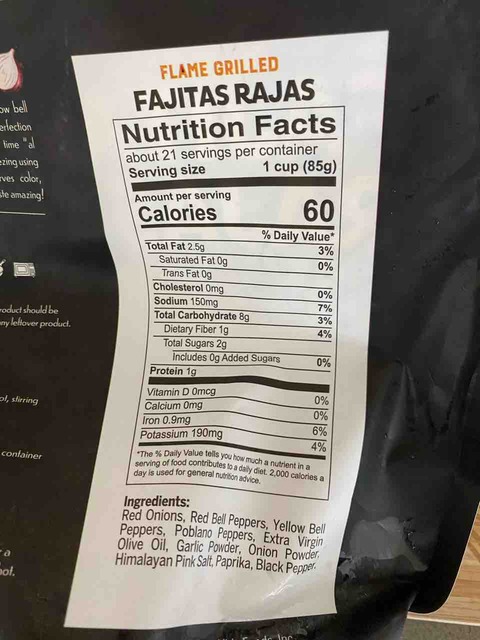 FLAME GRILLED
FAJITAS RAJAS
Nutrition Facts
about 21 servings per container
Serving size 1 cup (85g)
Amount per serving
Calories 60
% Daily Value*
Total Fat 2.5g 3%
Saturated Fat 0g 0%
Trans Fat 0g
Cholesterol 0mg 0%
Sodium 150mg 7%
Total Carbohydrate 8g 3%
Dietary Fiber 1g 4%
Total Sugars 2g
Includes 0g Added Sugars 0%
Protein 1g
Vitamin D 0mcg 0%
Calcium 0mg 0%
Iron 0.9mg 6%
Potassium 190mg 4%
*The % Daily Value tells you how much a nutrient in a
serving of food contributes to a daily diet. 2,000 calories a
day is used for general nutrition advice.
Ingredients:
Red Onions, Red Bell Peppers, Yellow Bell
Peppers, Poblano Peppers, Extra Virgin
Olive Oil, Garlic Powder, Onion Powder,
Himalayan Pink Salt, Paprika, Black Pepper.
bell
time "al
using
color,
amazing!
should be
any leftover product.
stirring
container
a